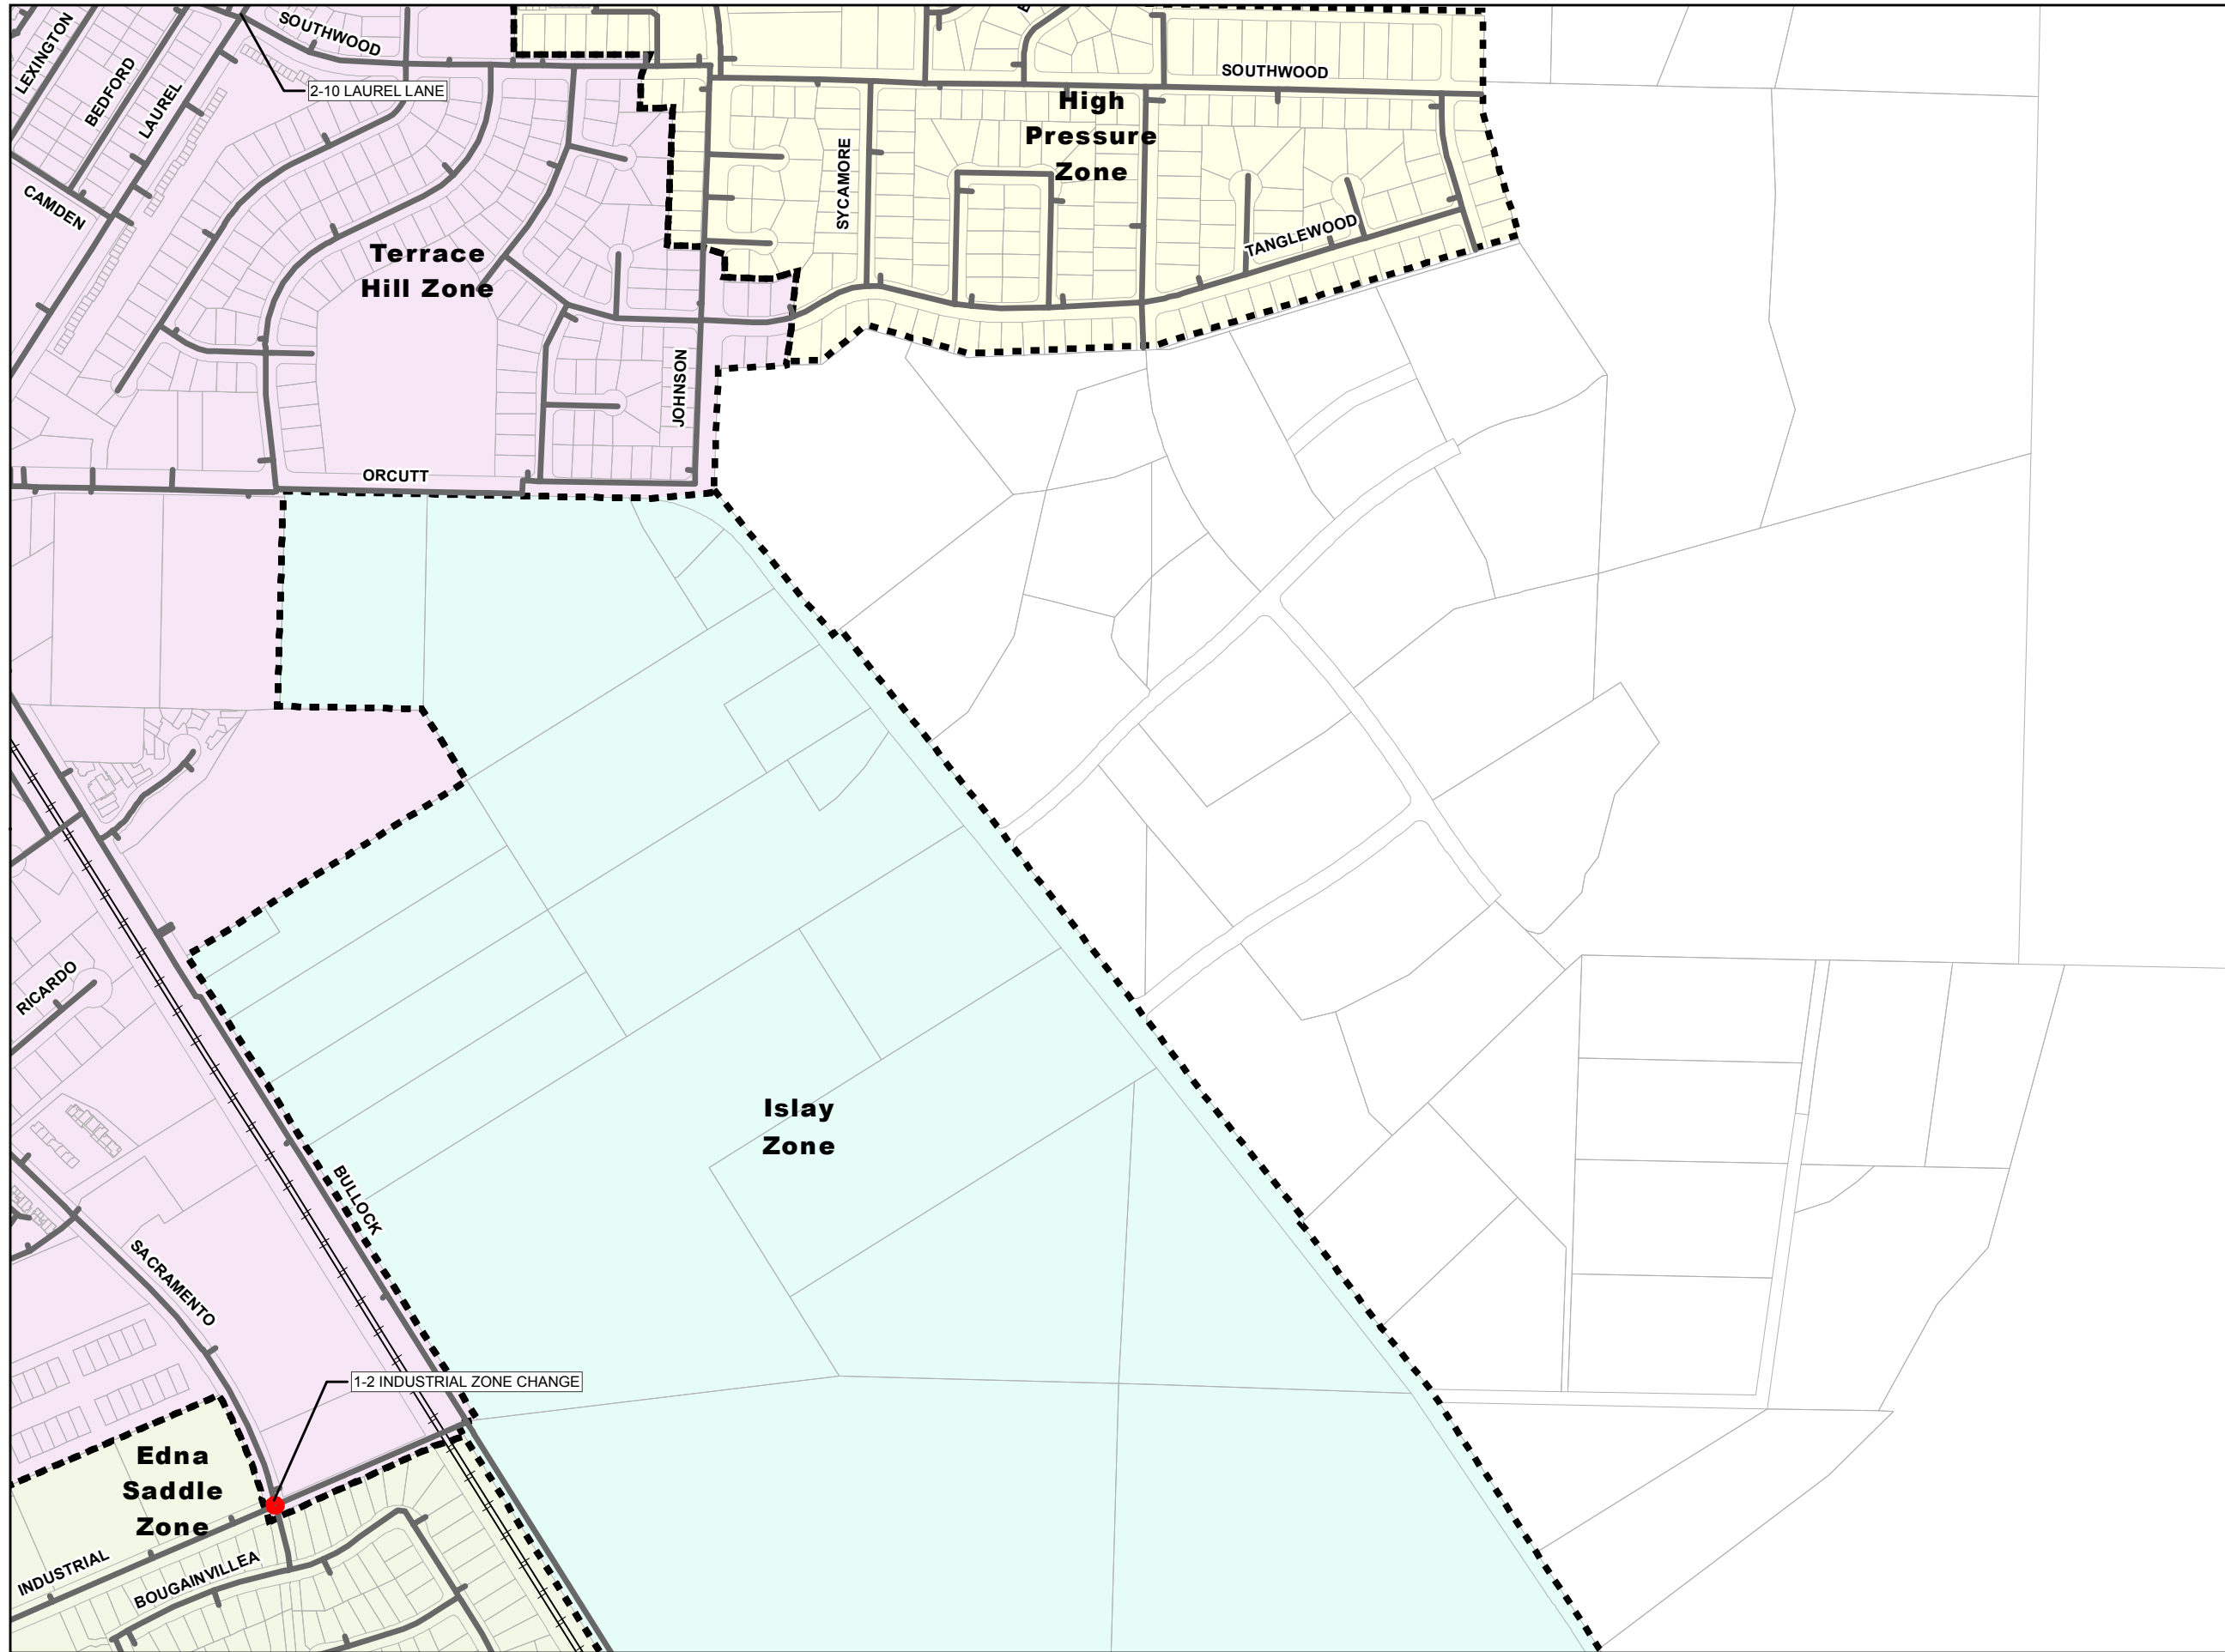 SOUTHWOOD
LEXINGTON
BEDFORD
LAUREL
2-10 LAUREL LANE
CAMDEN
SOUTHWOOD
High
Pressure
Zone
SYCAMORE
TANGLEWOOD
Terrace
Hill Zone
JOHNSON
ORCUTT
RICARDO
Islay
Zone
BULLOCK
SACRAMENTO
1-2 INDUSTRIAL ZONE CHANGE
Edna
Saddle
Zone
INDUSTRIAL
BOUGAINVILLEA